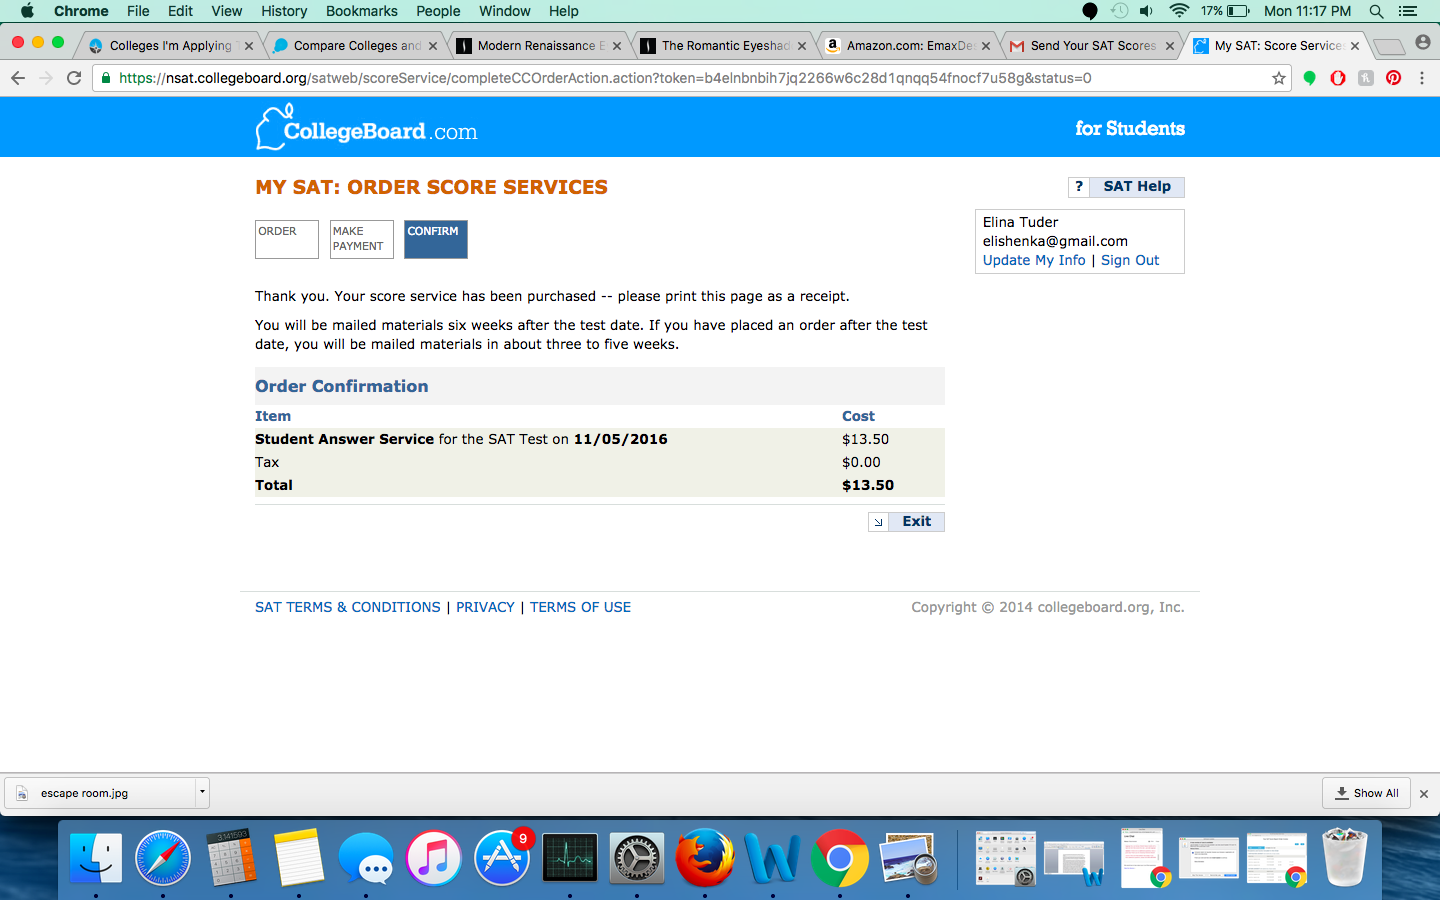 Chrome File Edit View History Bookmarks People Window Help 17% Mon 11:17 PM
Colleges I'm Applying T Compare Colleges and Modern Renaissance E The Romantic Eyeshad Amazon.com: EmaxDes Send Your SAT Scores My SAT: Score Services
https://nsat.collegeboard.org/satweb/scoreService/completeCCOrderAction.action?token=b4elnbnbih7jq2266w6c28d1qnqq54fnocf7u58g&status=0
CollegeBoard.com for Students
MY SAT: ORDER SCORE SERVICES
? SAT Help
Elina Tuder
elishenka@gmail.com
Update My Info | Sign Out
ORDER
MAKE PAYMENT
CONFIRM
Thank you. Your score service has been purchased -- please print this page as a receipt.
You will be mailed materials six weeks after the test date. If you have placed an order after the test
date, you will be mailed materials in about three to five weeks.
Order Confirmation
Item Cost
Student Answer Service for the SAT Test on 11/05/2016 $13.50
Tax $0.00
Total $13.50
Exit
SAT TERMS & CONDITIONS | PRIVACY | TERMS OF USE Copyright © 2014 collegeboard.org, Inc.
escape room.jpg Show All
3.141593
9